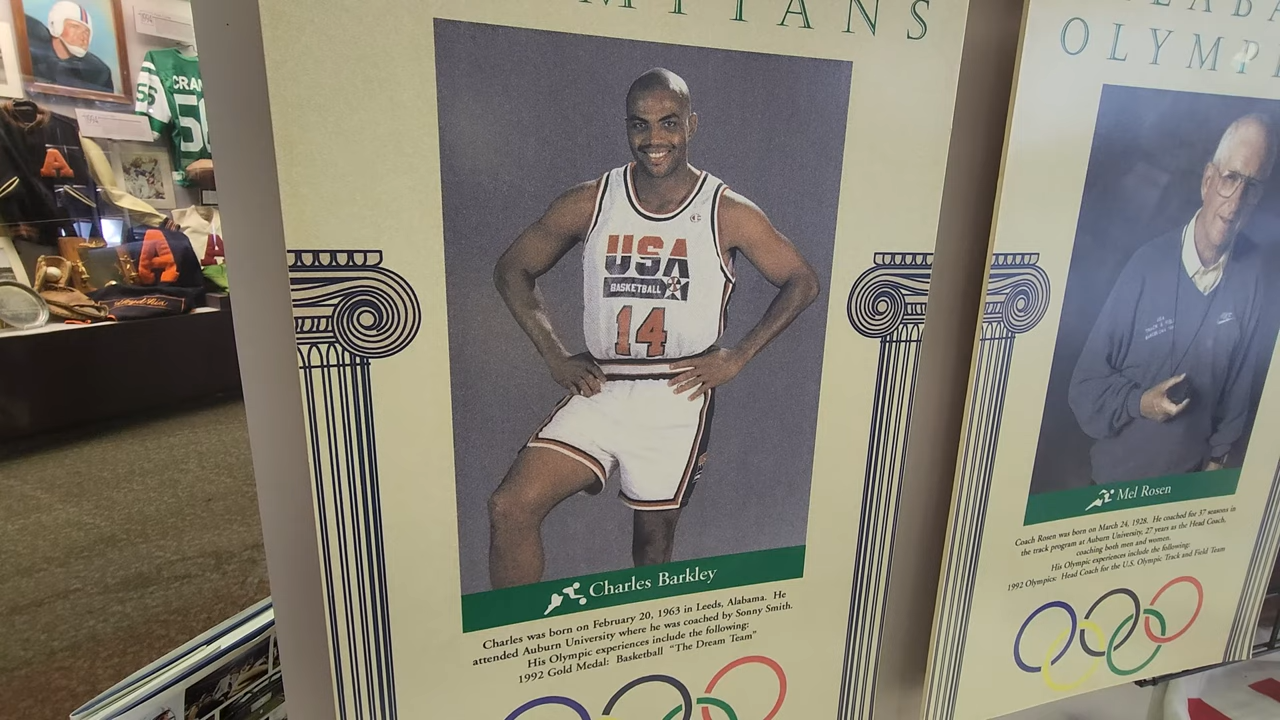 MTIANS
USA
BASKETBALL
14
Charles Barkley
Charles was born on February 20, 1963 in Leeds, Alabama. He
attended Auburn University where he was coached by Sonny Smith.
His Olympic experiences include the following:
1992 Gold Medal: Basketball "The Dream Team"
LABA
OLYMP
Mel Rosen
Coach Rosen was born on March 24, 1928. He coached for 37 seasons in
the track program at Auburn University, 27 years as the Head Coach,
coaching both men and women.
His Olympic experiences include the following:
1992 Olympics: Head Coach for the U.S. Olympic Track and Field Team
CRAN
55
A
A
A